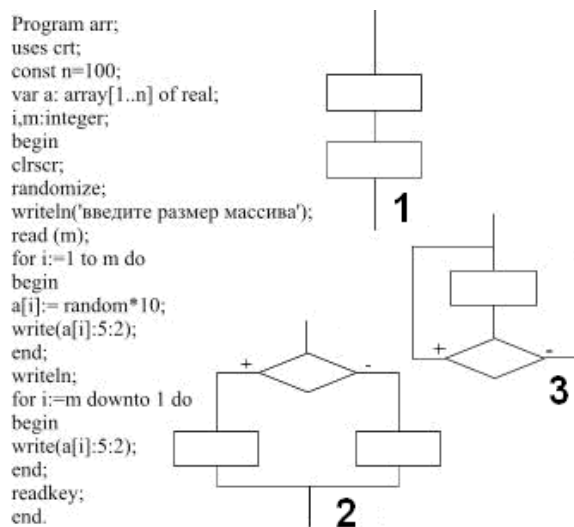 Program arr;
uses crt;
const n=100;
var a: array[1..n] of real;
i,m:integer;
begin
clrscr;
randomize;
writeln('введите размер массива');
read (m);
for i:=1 to m do
begin
a[i]:= random*10;
write(a[i]:5:2);
end;
writeln;
for i:=m downto 1 do
begin
write(a[i]:5:2);
end;
readkey;
end.
1
+ -
3
+ -
2